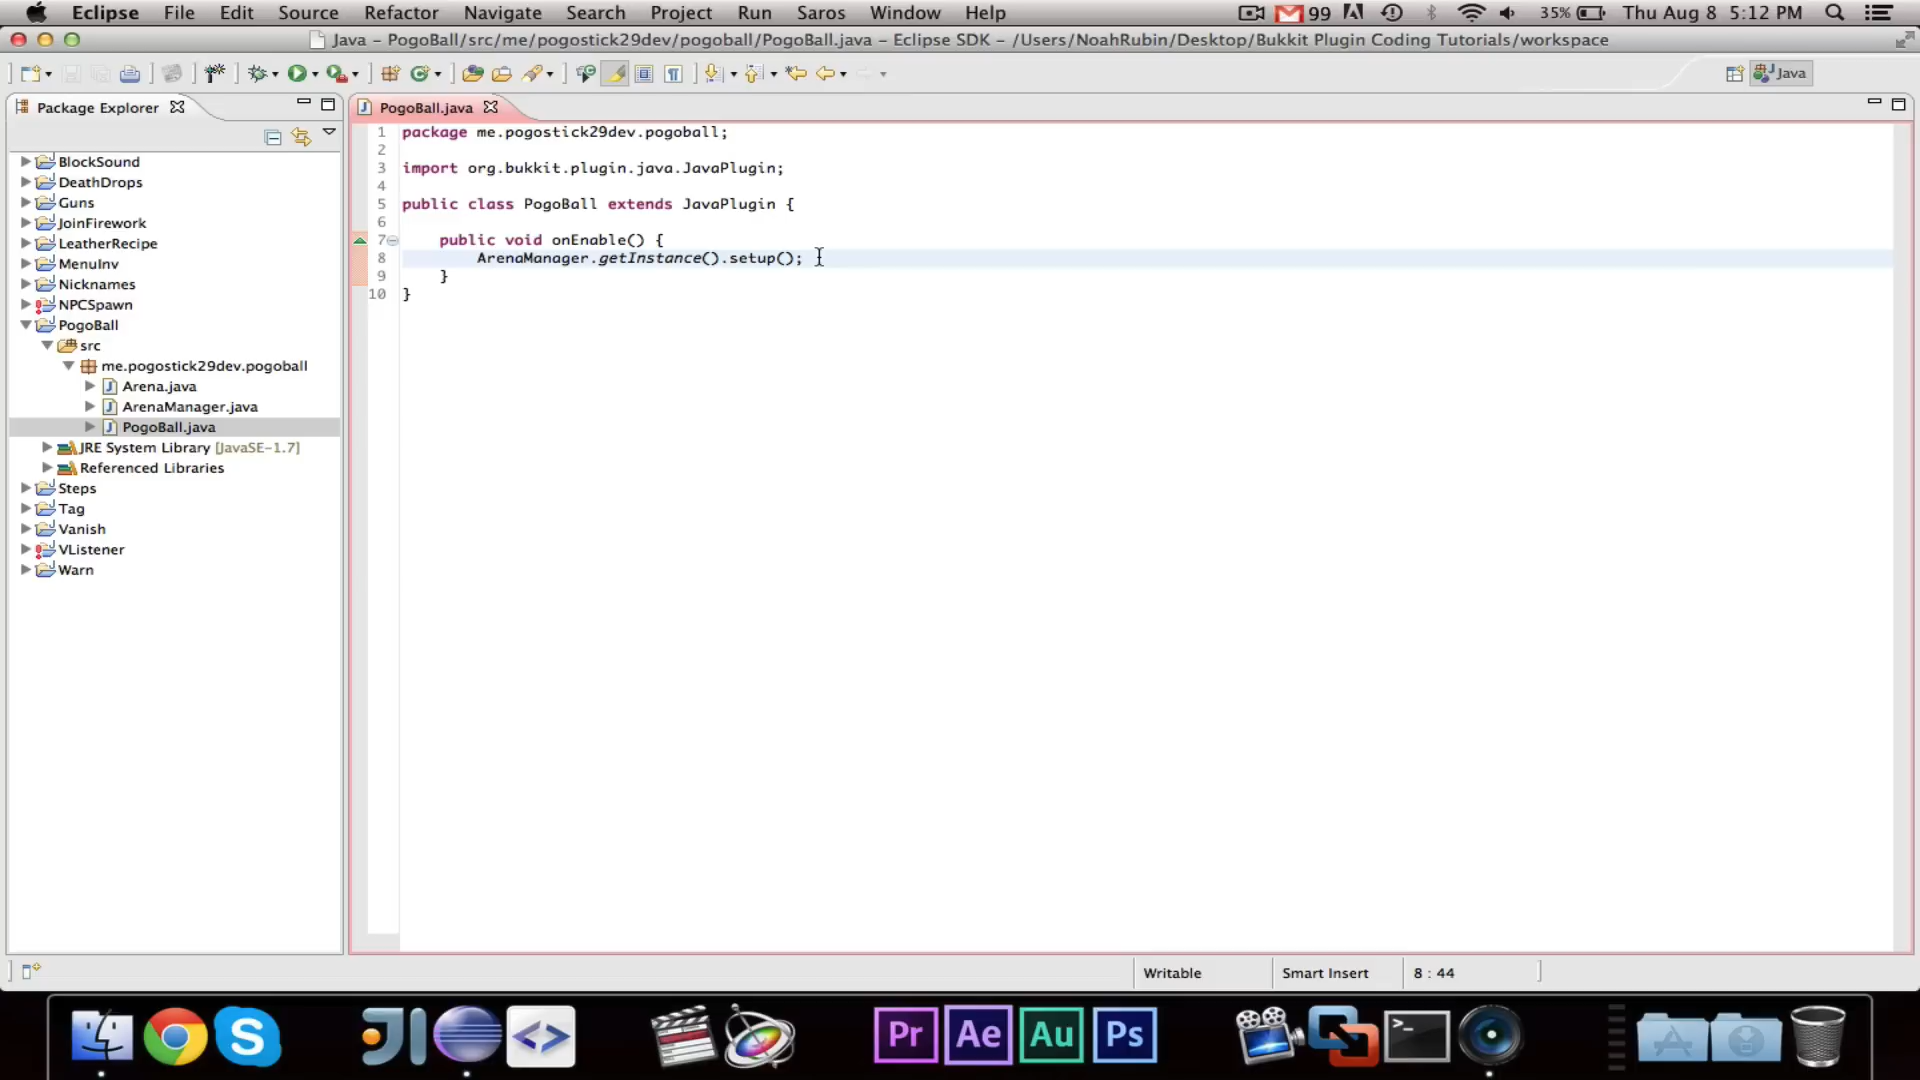 Eclipse File Edit Source Refactor Navigate Search Project Run Saros Window Help 99 35% Thu Aug 8 5:12 PM
Java – PogoBall/src/me/pogostick29dev/pogoball/PogoBall.java – Eclipse SDK – /Users/NoahRubin/Desktop/Bukkit Plugin Coding Tutorials/workspace
Java
Package Explorer
BlockSound
DeathDrops
Guns
JoinFirework
LeatherRecipe
MenuInv
Nicknames
NPCSpawn
PogoBall
src
me.pogostick29dev.pogoball
Arena.java
ArenaManager.java
PogoBall.java
JRE System Library [JavaSE-1.7]
Referenced Libraries
Steps
Tag
Vanish
VListener
Warn
PogoBall.java
1 package me.pogostick29dev.pogoball;
2
3 import org.bukkit.plugin.java.JavaPlugin;
4
5 public class PogoBall extends JavaPlugin {
6
7 public void onEnable() {
8 ArenaManager.getInstance().setup();
9 }
10 }
Writable Smart Insert 8 : 44
Pr Ae Au Ps